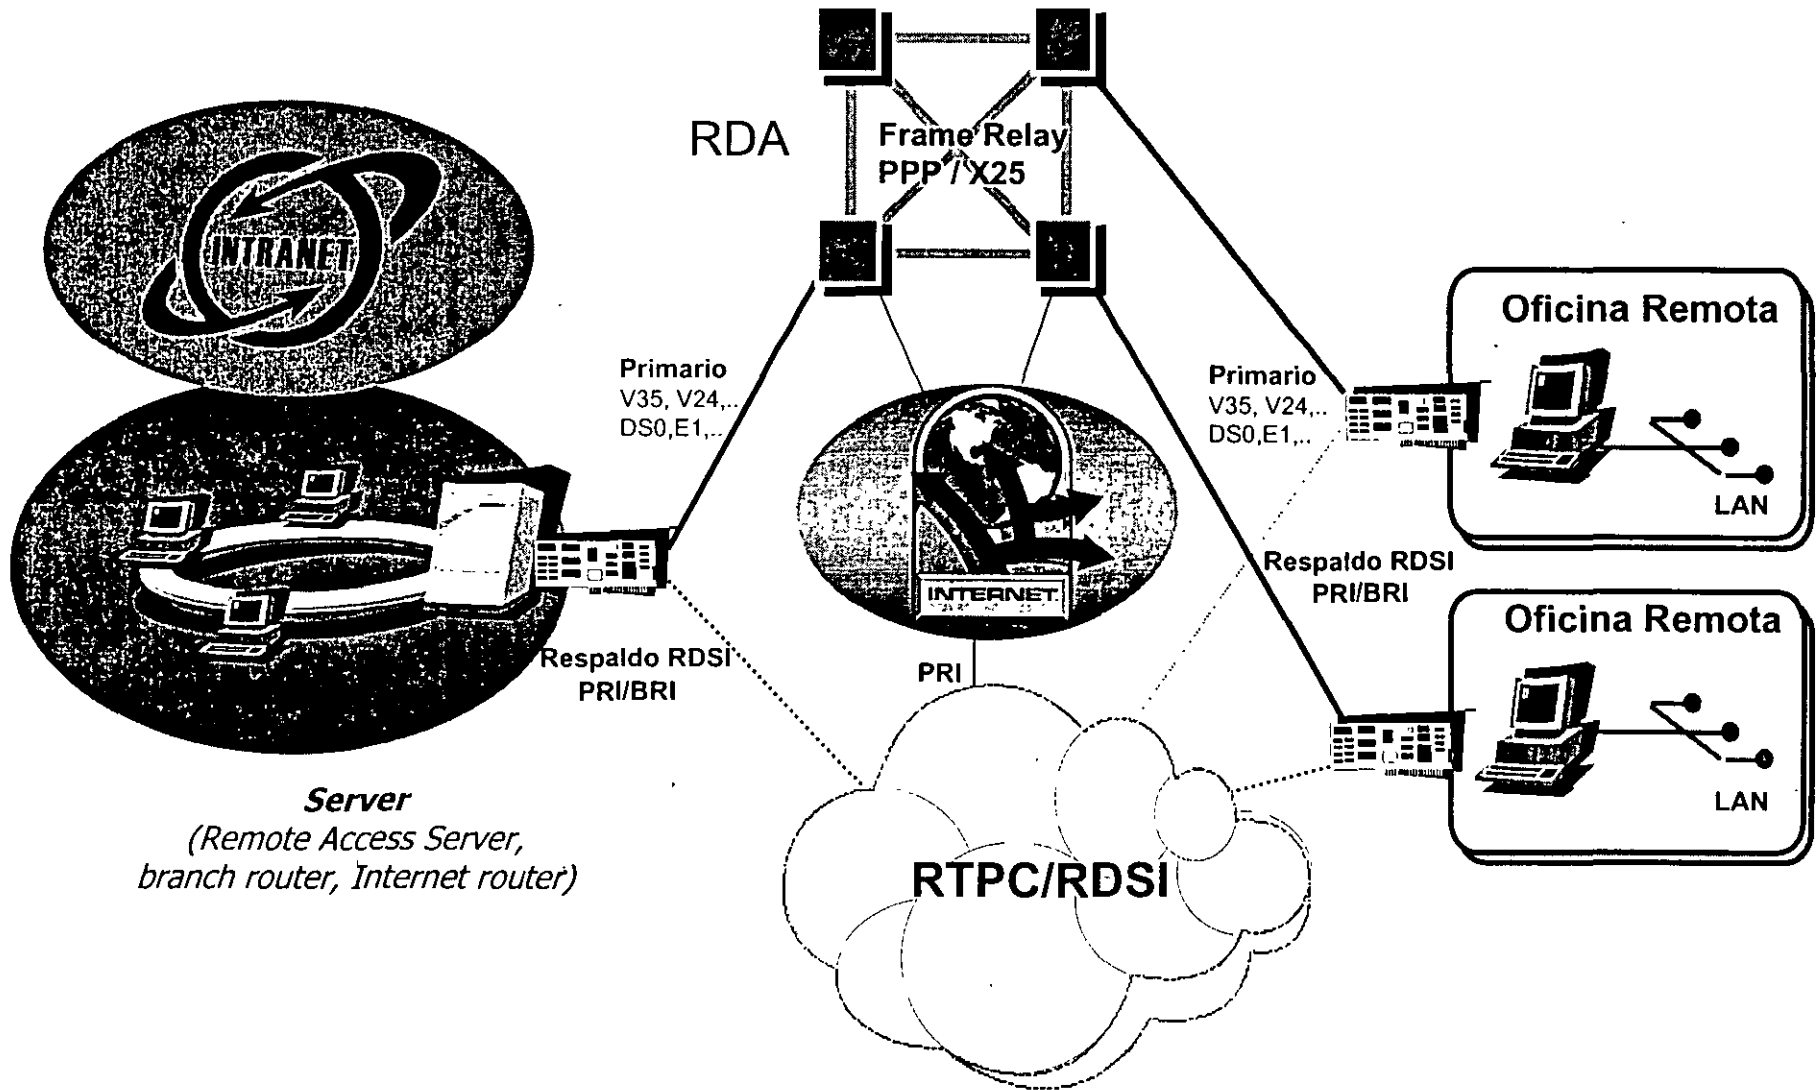 RDA
Frame Relay
PPP / X25
INTRANET
Primario
V35, V24,..
DS0,E1,..
Primario
V35, V24,..
DS0,E1,..
Oficina Remota
LAN
INTERNET
Respaldo RDSI
PRI/BRI
Respaldo RDSI
PRI/BRI
PRI
Oficina Remota
LAN
Server
(Remote Access Server,
branch router, Internet router)
RTPC/RDSI